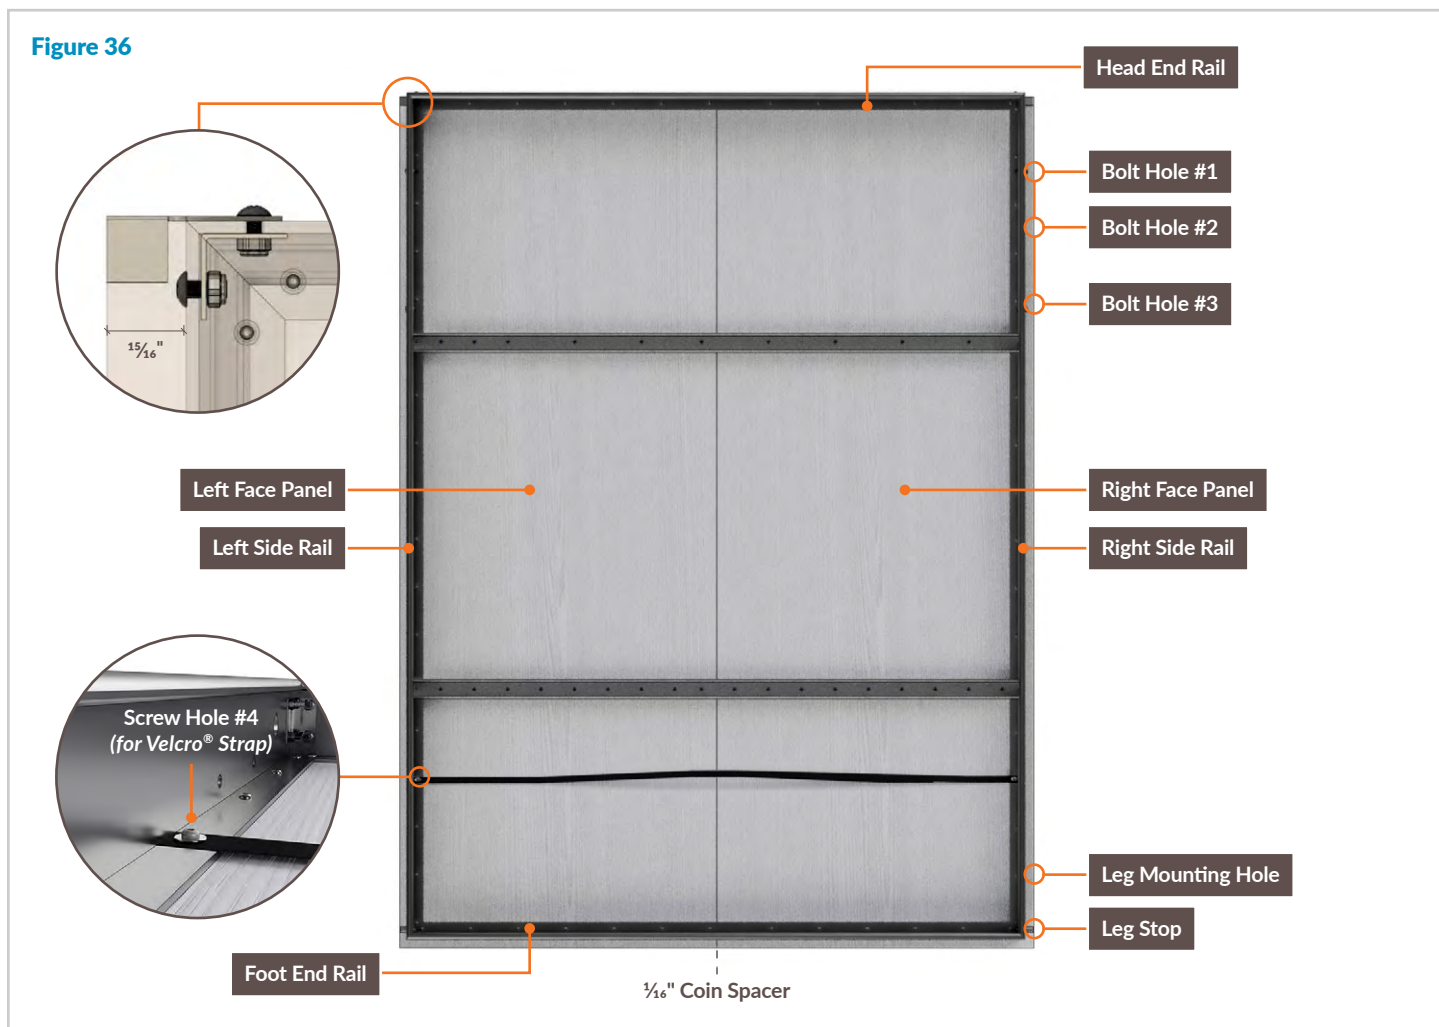 Figure 36
Head End Rail
Bolt Hole #1
Bolt Hole #2
Bolt Hole #3
¹⁵⁄₁₆"
Left Face Panel
Right Face Panel
Left Side Rail
Right Side Rail
Screw Hole #4
(for Velcro® Strap)
Leg Mounting Hole
Leg Stop
Foot End Rail
¹⁄₁₆" Coin Spacer